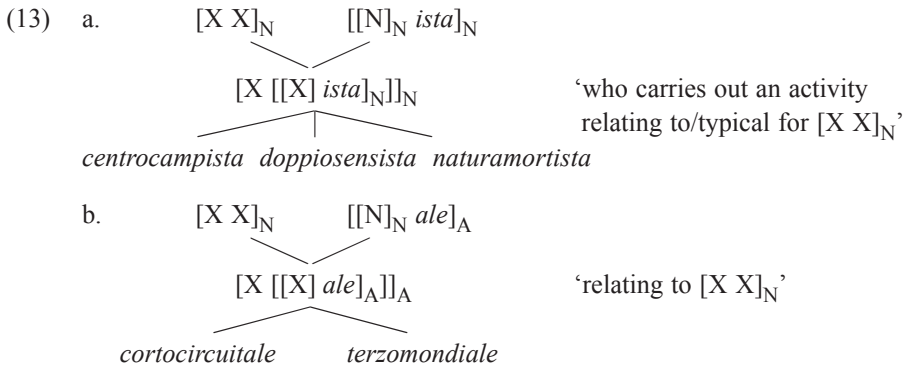 (13) a. [X X]N [[N]N ista]N
[X [[X] ista]N]]N ‘who carries out an activity
relating to/typical for [X X]N’
centrocampista doppiosensista naturamortista
b. [X X]N [[N]N ale]A
[X [[X] ale]A]]A ‘relating to [X X]N’
cortocircuitale terzomondiale